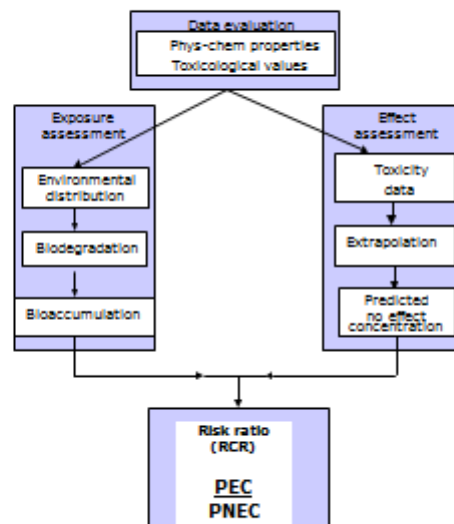 Data evaluation
Phys-chem properties
Toxicological values
Exposure
assessment
Environmental
distribution
Biodegradation
Bioaccumulation
Effect
assessment
Toxicity
data
Extrapolation
Predicted
no effect
concentration
Risk ratio
(RCR)
PEC
PNEC